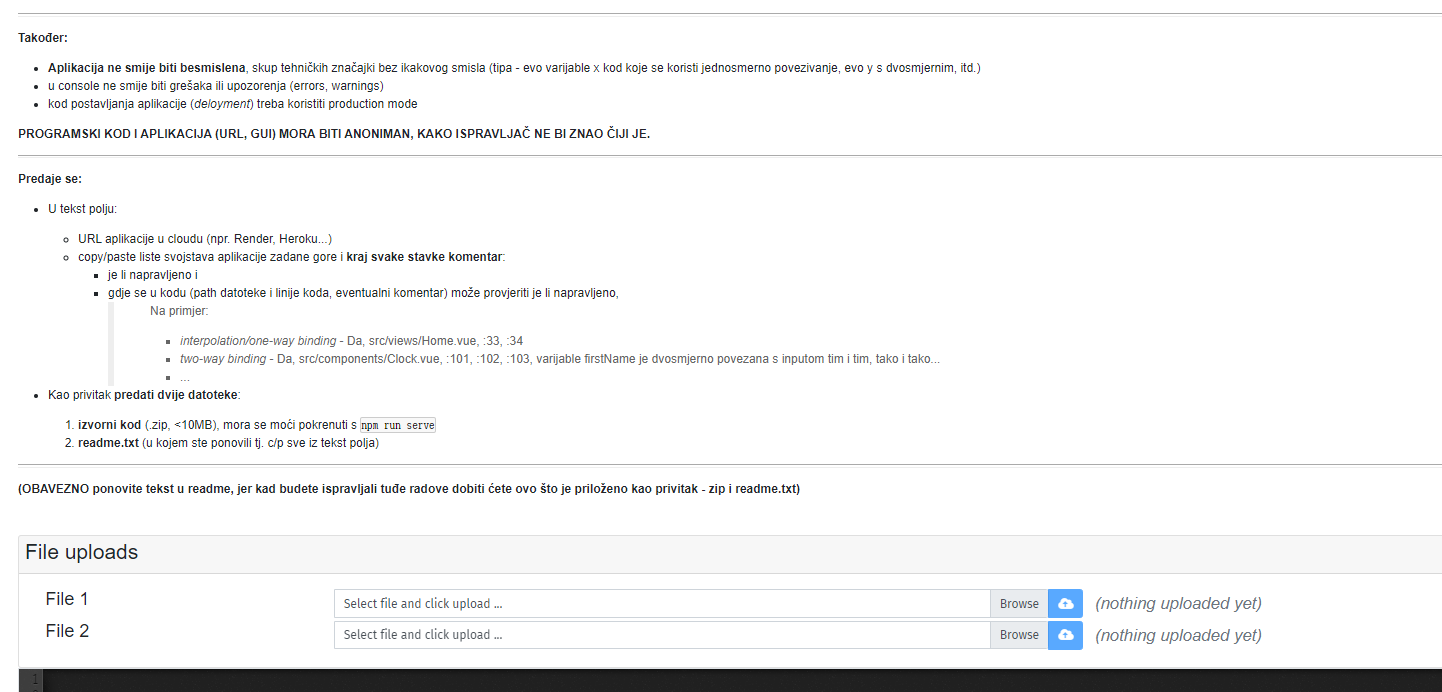 Također:
Aplikacija ne smije biti besmislena, skup tehničkih značajki bez ikakovog smisla (tipa - evo varijable x kod koje se koristi jednosmerno povezivanje, evo y s dvosmjernim, itd.)
u console ne smije biti grešaka ili upozorenja (errors, warnings)
kod postavljanja aplikacije (deloyment) treba koristiti production mode
PROGRAMSKI KOD I APLIKACIJA (URL, GUI) MORA BITI ANONIMAN, KAKO ISPRAVLJAČ NE BI ZNAO ČIJI JE.
Predaje se:
U tekst polju:
URL aplikacije u cloudu (npr. Render, Heroku...)
copy/paste liste svojstava aplikacije zadane gore i kraj svake stavke komentar:
je li napravljeno i
gdje se u kodu (path datoteke i linije koda, eventualni komentar) može provjeriti je li napravljeno,
Na primjer:
interpolation/one-way binding - Da, src/views/Home.vue, :33, :34
two-way binding - Da, src/components/Clock.vue, :101, :102, :103, varijable firstName je dvosmjerno povezana s inputom tim i tim, tako i tako...
...
Kao privitak predati dvije datoteke:
1. izvorni kod (.zip, <10MB), mora se moći pokrenuti s npm run serve
2. readme.txt (u kojem ste ponovili tj. c/p sve iz tekst polja)
(OBAVEZNO ponovite tekst u readme, jer kad budete ispravljali tuđe radove dobiti ćete ovo što je priloženo kao privitak - zip i readme.txt)
File uploads
File 1 Select file and click upload ... Browse (nothing uploaded yet)
File 2 Select file and click upload ... Browse (nothing uploaded yet)
1